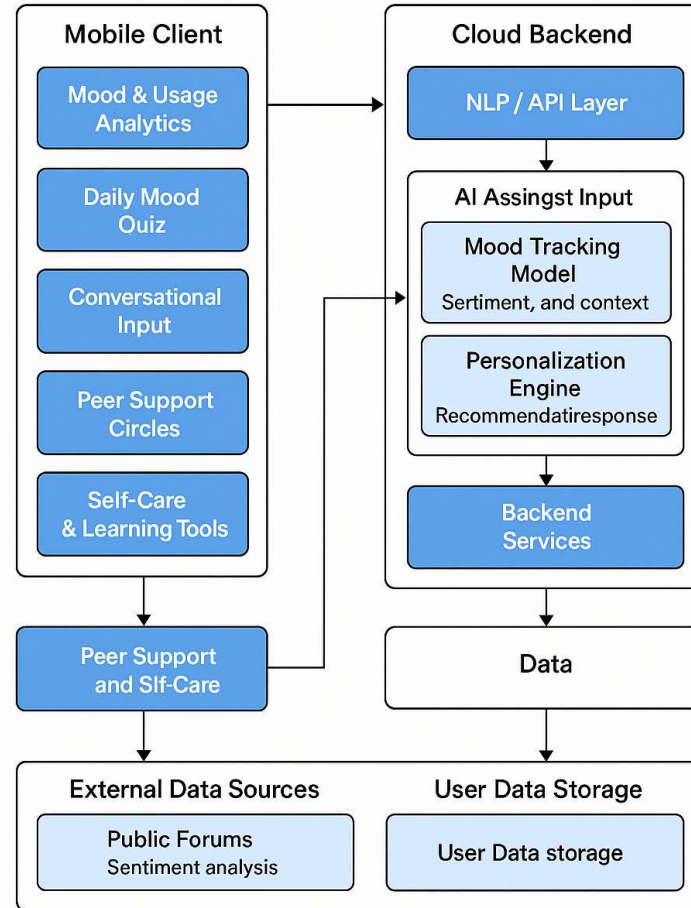 Mobile Client
Mood & Usage
Analytics
Daily Mood
Ouiz
Conversational
Input
Peer Support
Circles
Self-Care
& Learning Tools
Peer Support
and Slf-Care
Cloud Backend
NLP / API Layer
AI Assingst Input
Mood Tracking
Model
Sertiment, and context
Personalization
Engine
Recommendatiresponse
Backend
Services
Data
External Data Sources
Public Forums
Sentiment analysis
User Data Storage
User Data storage